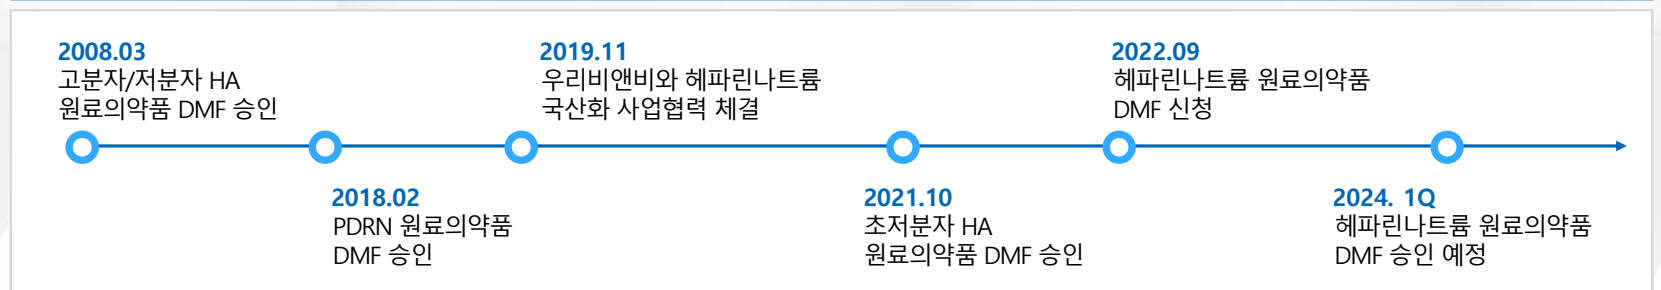 2008.03
고분자/저분자 HA
원료의약품 DMF 승인
2018.02
PDRN 원료의약품
DMF 승인
2019.11
우리비앤비와 헤파린나트륨
국산화 사업협력 체결
2021.10
초저분자 HA
원료의약품 DMF 승인
2022.09
헤파린나트륨 원료의약품
DMF 신청
2024. 1Q
헤파린나트륨 원료의약품
DMF 승인 예정